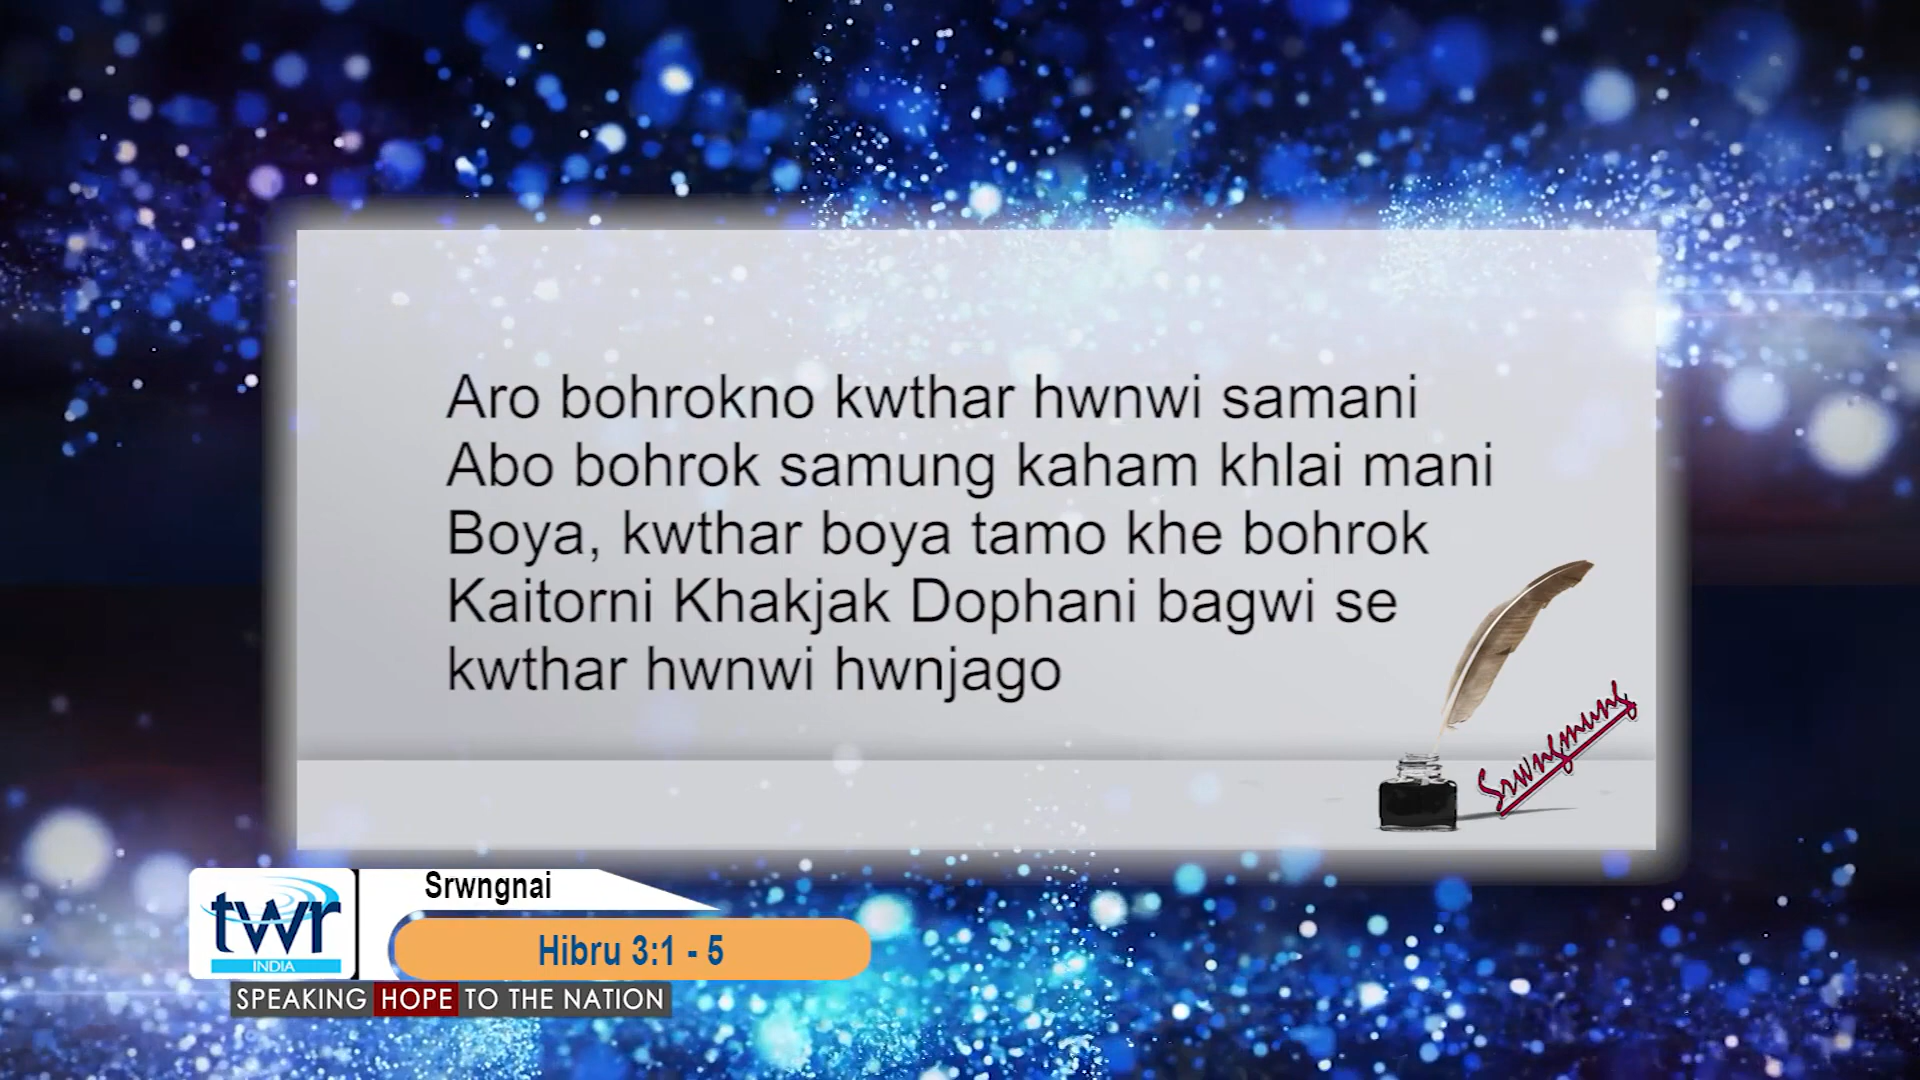 Aro bohrokno kwthar hwnwi samani
Abo bohrok samung kaham khlai mani
Boya, kwthar boya tamo khe bohrok
Kaitorni Khakjak Dophani bagwi se
kwthar hwnwi hwnjago
Srwngmung
twr
INDIA
Srwngnai
Hibru 3:1 - 5
SPEAKING HOPE TO THE NATION